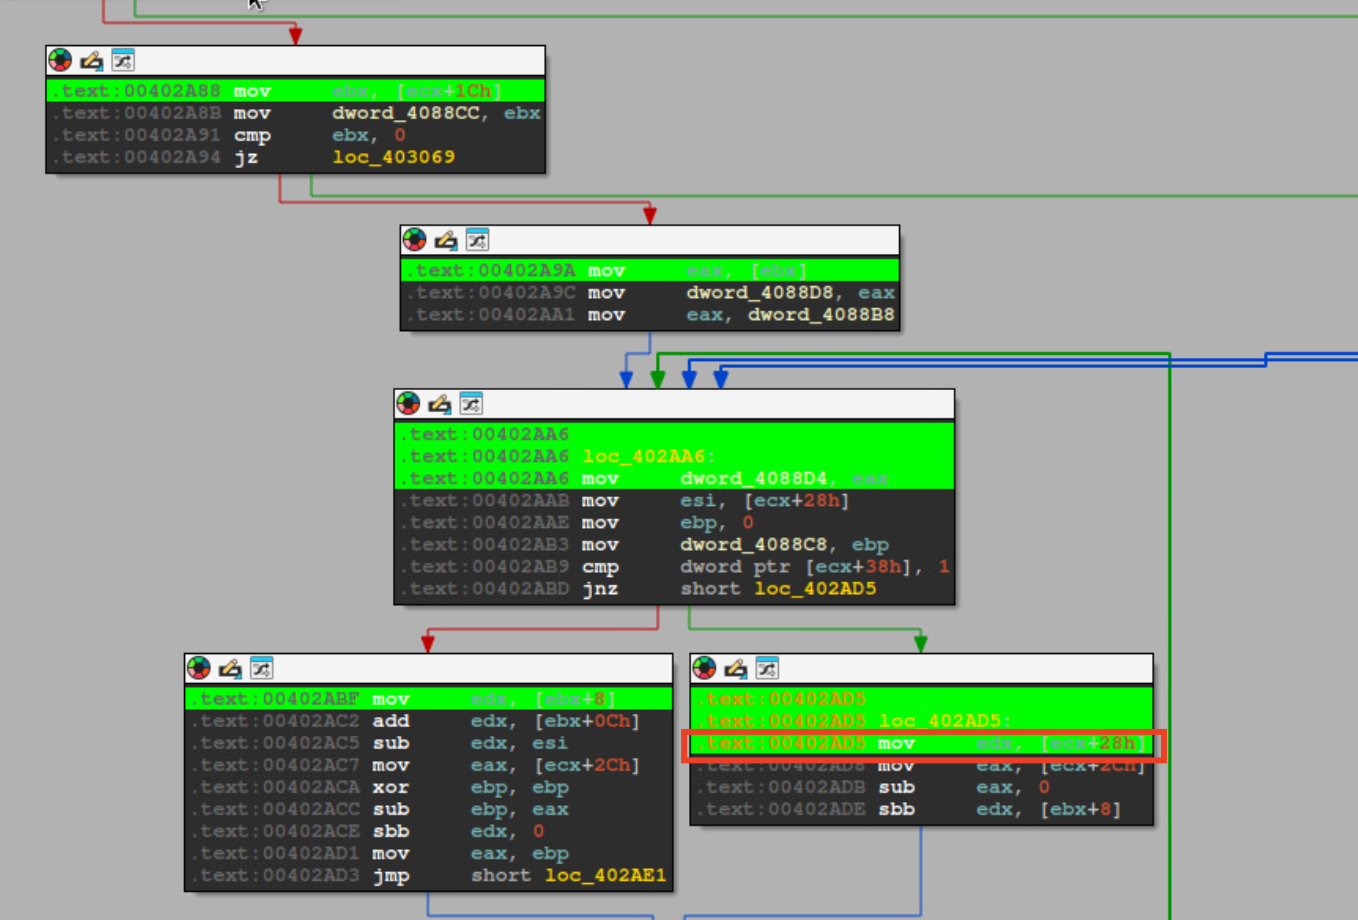 .text:00402A88 mov ebx, [ecx+1Ch]
.text:00402A8B mov dword_4088CC, ebx
.text:00402A91 cmp ebx, 0
.text:00402A94 jz loc_403069
.text:00402A9A mov eax, [ebx]
.text:00402A9C mov dword_4088D8, eax
.text:00402AA1 mov eax, dword_4088B8
.text:00402AA6
.text:00402AA6 loc_402AA6:
.text:00402AA6 mov dword_4088D4, eax
.text:00402AAB mov esi, [ecx+28h]
.text:00402AAE mov ebp, 0
.text:00402AB3 mov dword_4088C8, ebp
.text:00402AB9 cmp dword ptr [ecx+38h], 1
.text:00402ABD jnz short loc_402AD5
.text:00402ABF mov edx, [ebx+8]
.text:00402AC2 add edx, [ebx+0Ch]
.text:00402AC5 sub edx, esi
.text:00402AC7 mov eax, [ecx+2Ch]
.text:00402ACA xor ebp, ebp
.text:00402ACC sub ebp, eax
.text:00402ACE sbb edx, 0
.text:00402AD1 mov eax, ebp
.text:00402AD3 jmp short loc_402AE1
.text:00402AD5
.text:00402AD5 loc_402AD5:
.text:00402AD5 mov edx, [ecx+28h]
.text:00402AD8 mov eax, [ecx+2Ch]
.text:00402ADB sub eax, 0
.text:00402ADE sbb edx, [ebx+8]